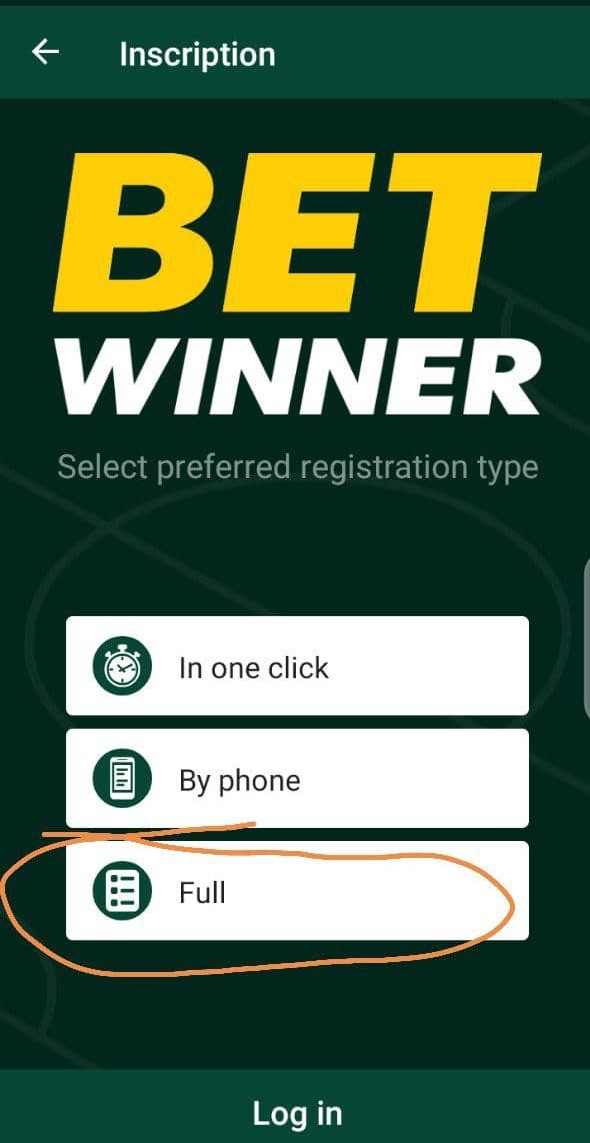 Inscription
BET
WINNER
Select preferred registration type
In one click
By phone
Full
Log in